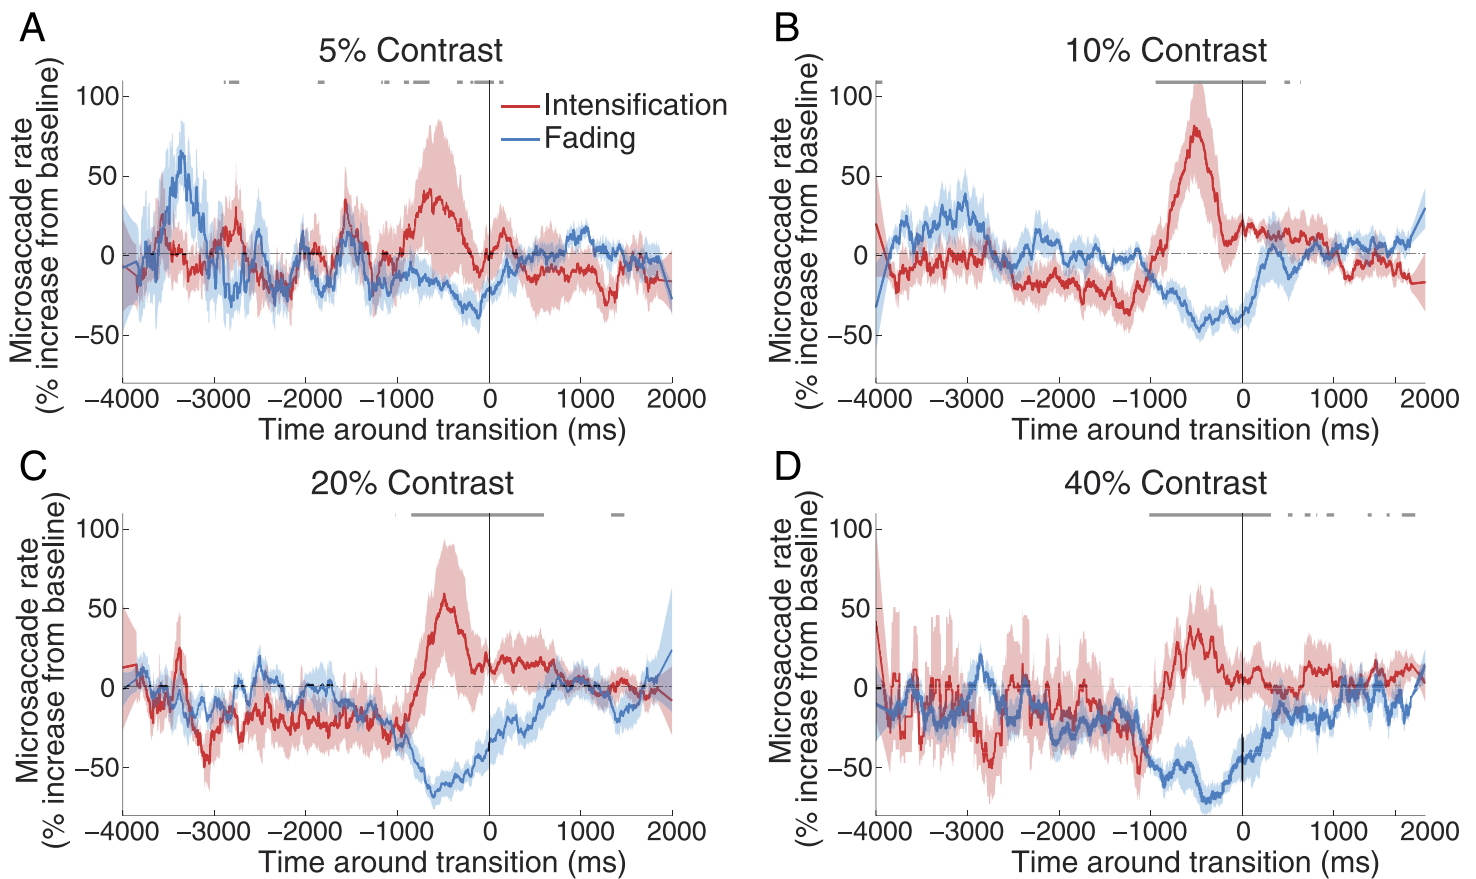 A
5% Contrast
Microsaccade rate
(% increase from baseline)
100
50
0
−50
−4000 −3000 −2000 −1000 0 1000 2000
Time around transition (ms)
Intensification
Fading
B
10% Contrast
Microsaccade rate
(% increase from baseline)
100
50
0
−50
−4000 −3000 −2000 −1000 0 1000 2000
Time around transition (ms)
C
20% Contrast
Microsaccade rate
(% increase from baseline)
100
50
0
−50
−4000 −3000 −2000 −1000 0 1000 2000
Time around transition (ms)
D
40% Contrast
Microsaccade rate
(% increase from baseline)
100
50
0
−50
−4000 −3000 −2000 −1000 0 1000 2000
Time around transition (ms)